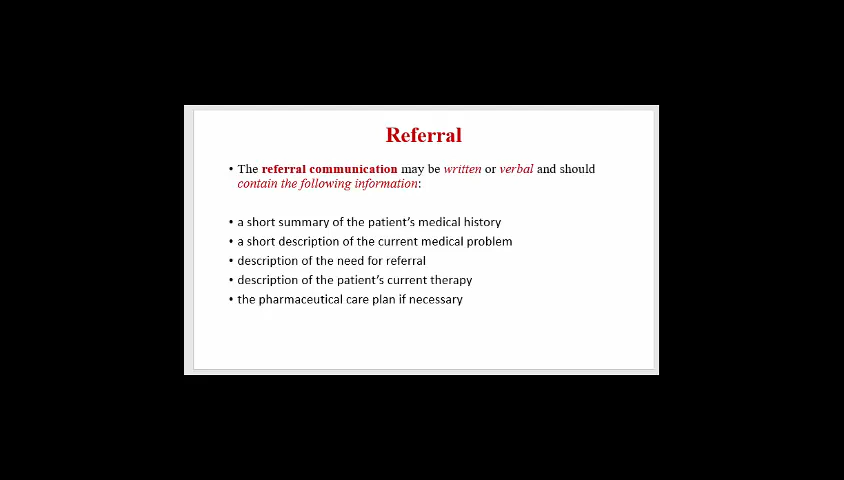 Referral
• The referral communication may be written or verbal and should
contain the following information:
• a short summary of the patient’s medical history
• a short description of the current medical problem
• description of the need for referral
• description of the patient’s current therapy
• the pharmaceutical care plan if necessary